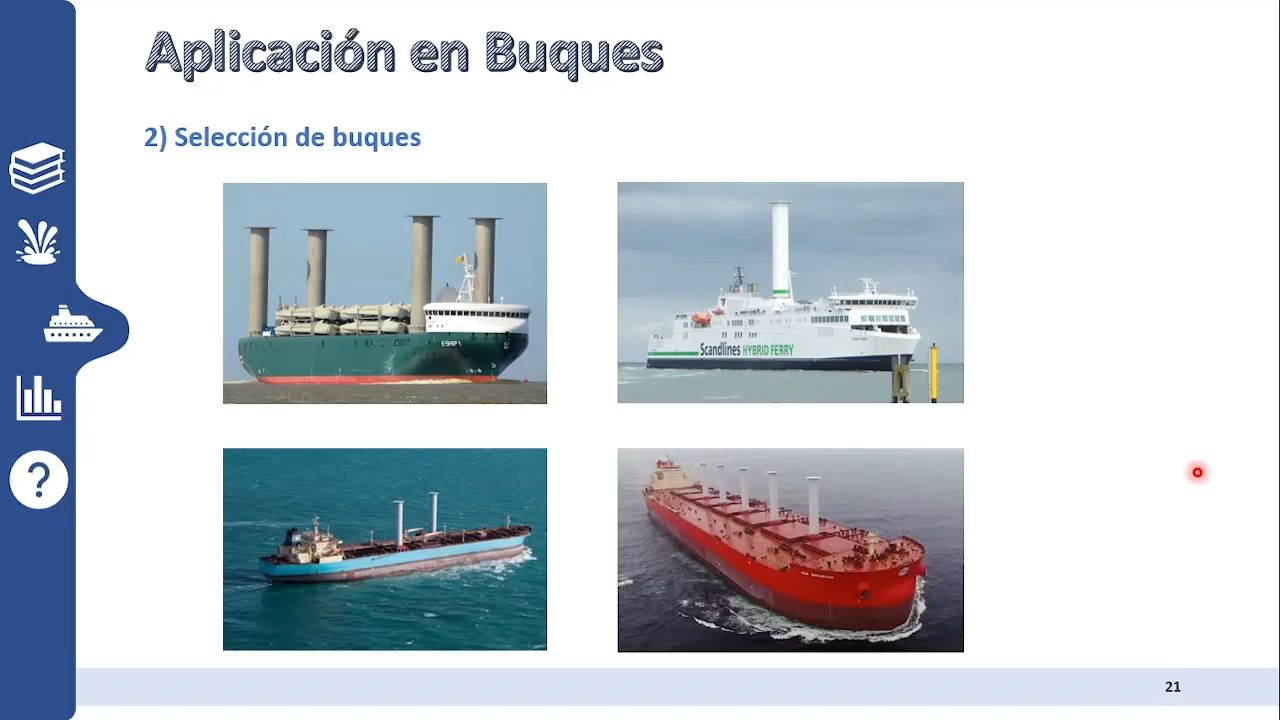 Aplicación en Buques
2) Selección de buques
E-SHIP 1
Scandlines HYBRID FERRY
?
21